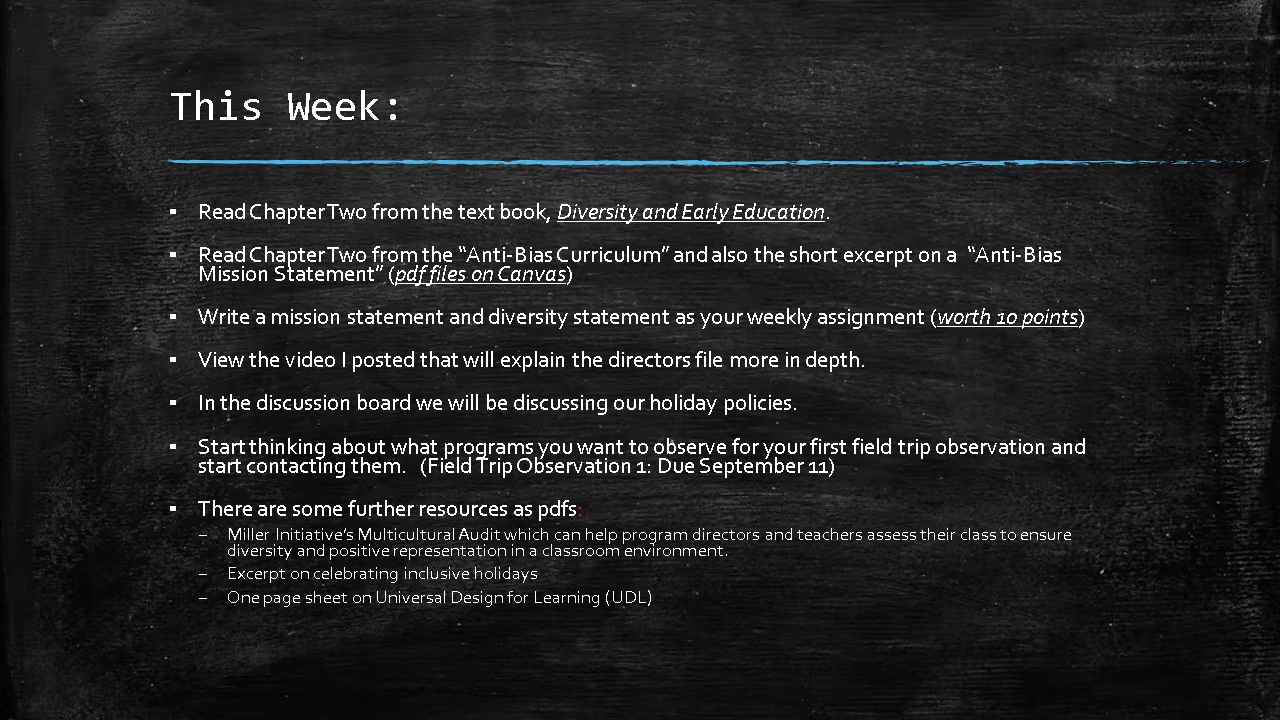 This Week:
▪ Read Chapter Two from the text book, Diversity and Early Education.
▪ Read Chapter Two from the “Anti-Bias Curriculum” and also the short excerpt on a “Anti-Bias
Mission Statement” (pdf files on Canvas)
▪ Write a mission statement and diversity statement as your weekly assignment (worth 10 points)
▪ View the video I posted that will explain the directors file more in depth.
▪ In the discussion board we will be discussing our holiday policies.
▪ Start thinking about what programs you want to observe for your first field trip observation and
start contacting them. (Field Trip Observation 1: Due September 11)
▪ There are some further resources as pdfs:
– Miller Initiative’s Multicultural Audit which can help program directors and teachers assess their class to ensure
diversity and positive representation in a classroom environment.
– Excerpt on celebrating inclusive holidays
– One page sheet on Universal Design for Learning (UDL)